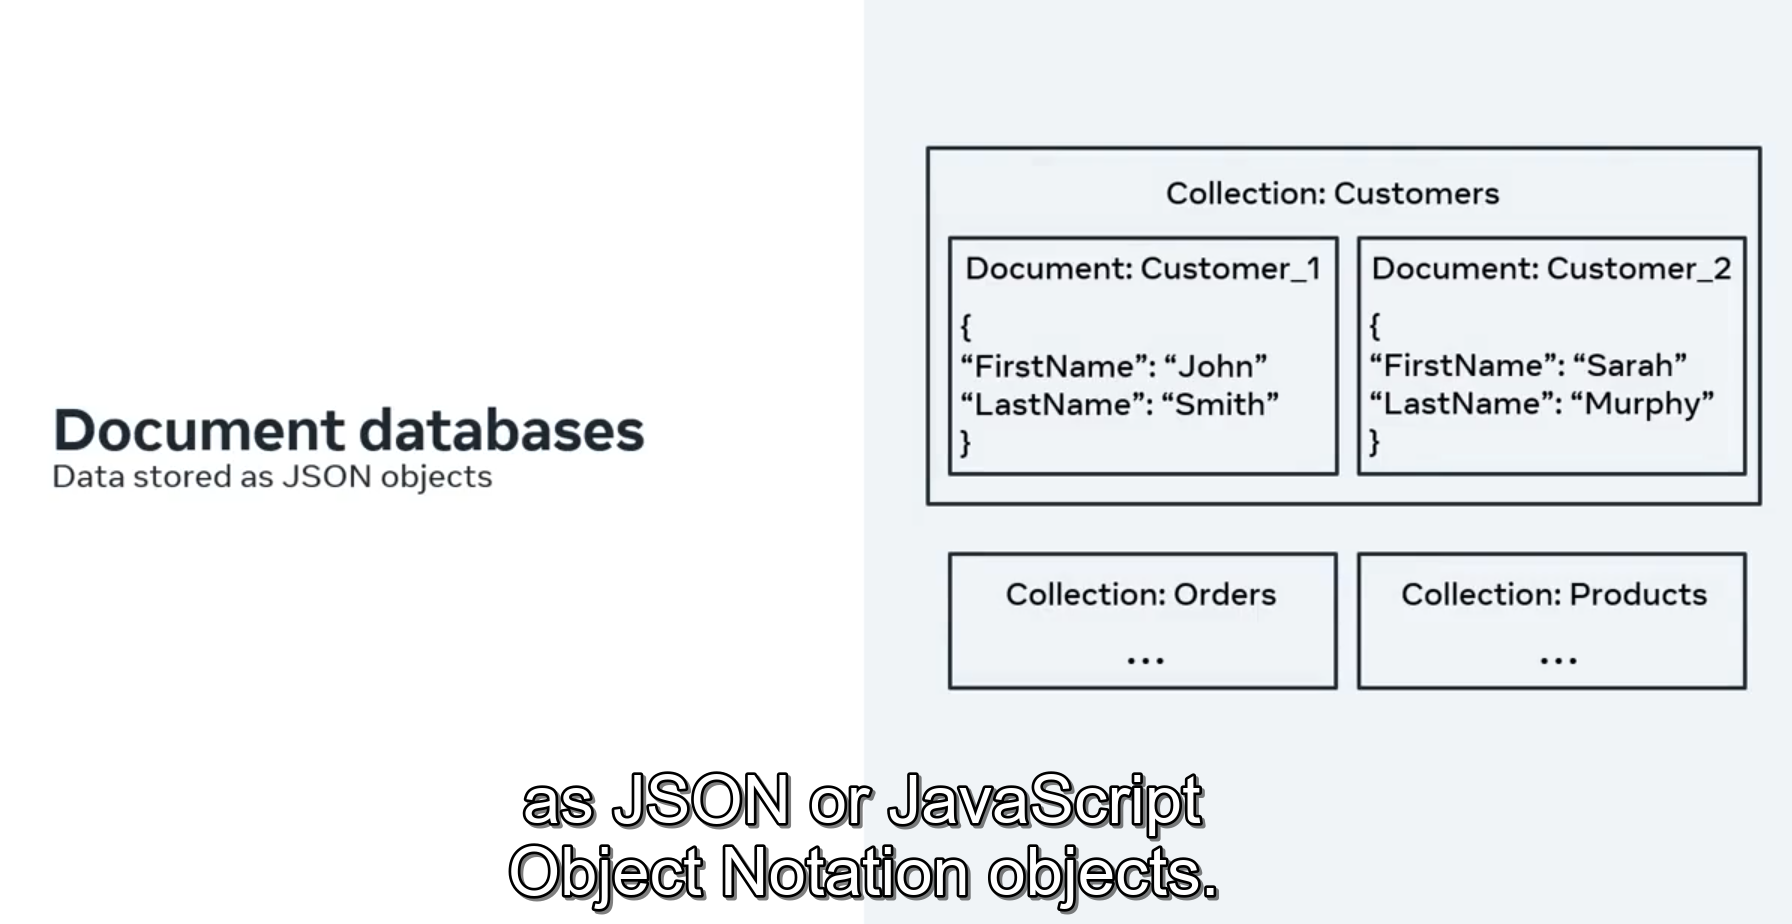 Document databases
Data stored as JSON objects
Collection: Customers
Document: Customer_1
{
“FirstName”: “John”
“LastName”: “Smith”
}
Document: Customer_2
{
“FirstName”: “Sarah”
“LastName”: “Murphy”
}
Collection: Orders
...
Collection: Products
...
as JSON or JavaScript
Object Notation objects.